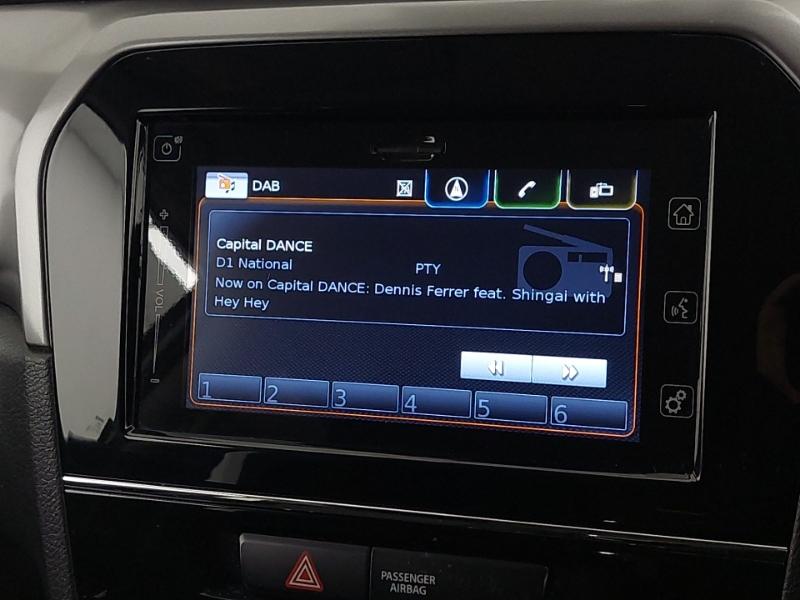 DAB
Capital DANCE
D1 National
PTY
Now on Capital DANCE: Dennis Ferrer feat. Shingai with
Hey Hey
1 2 3 4 5 6
+
VOL
-
PASSENGER
AIRBAG